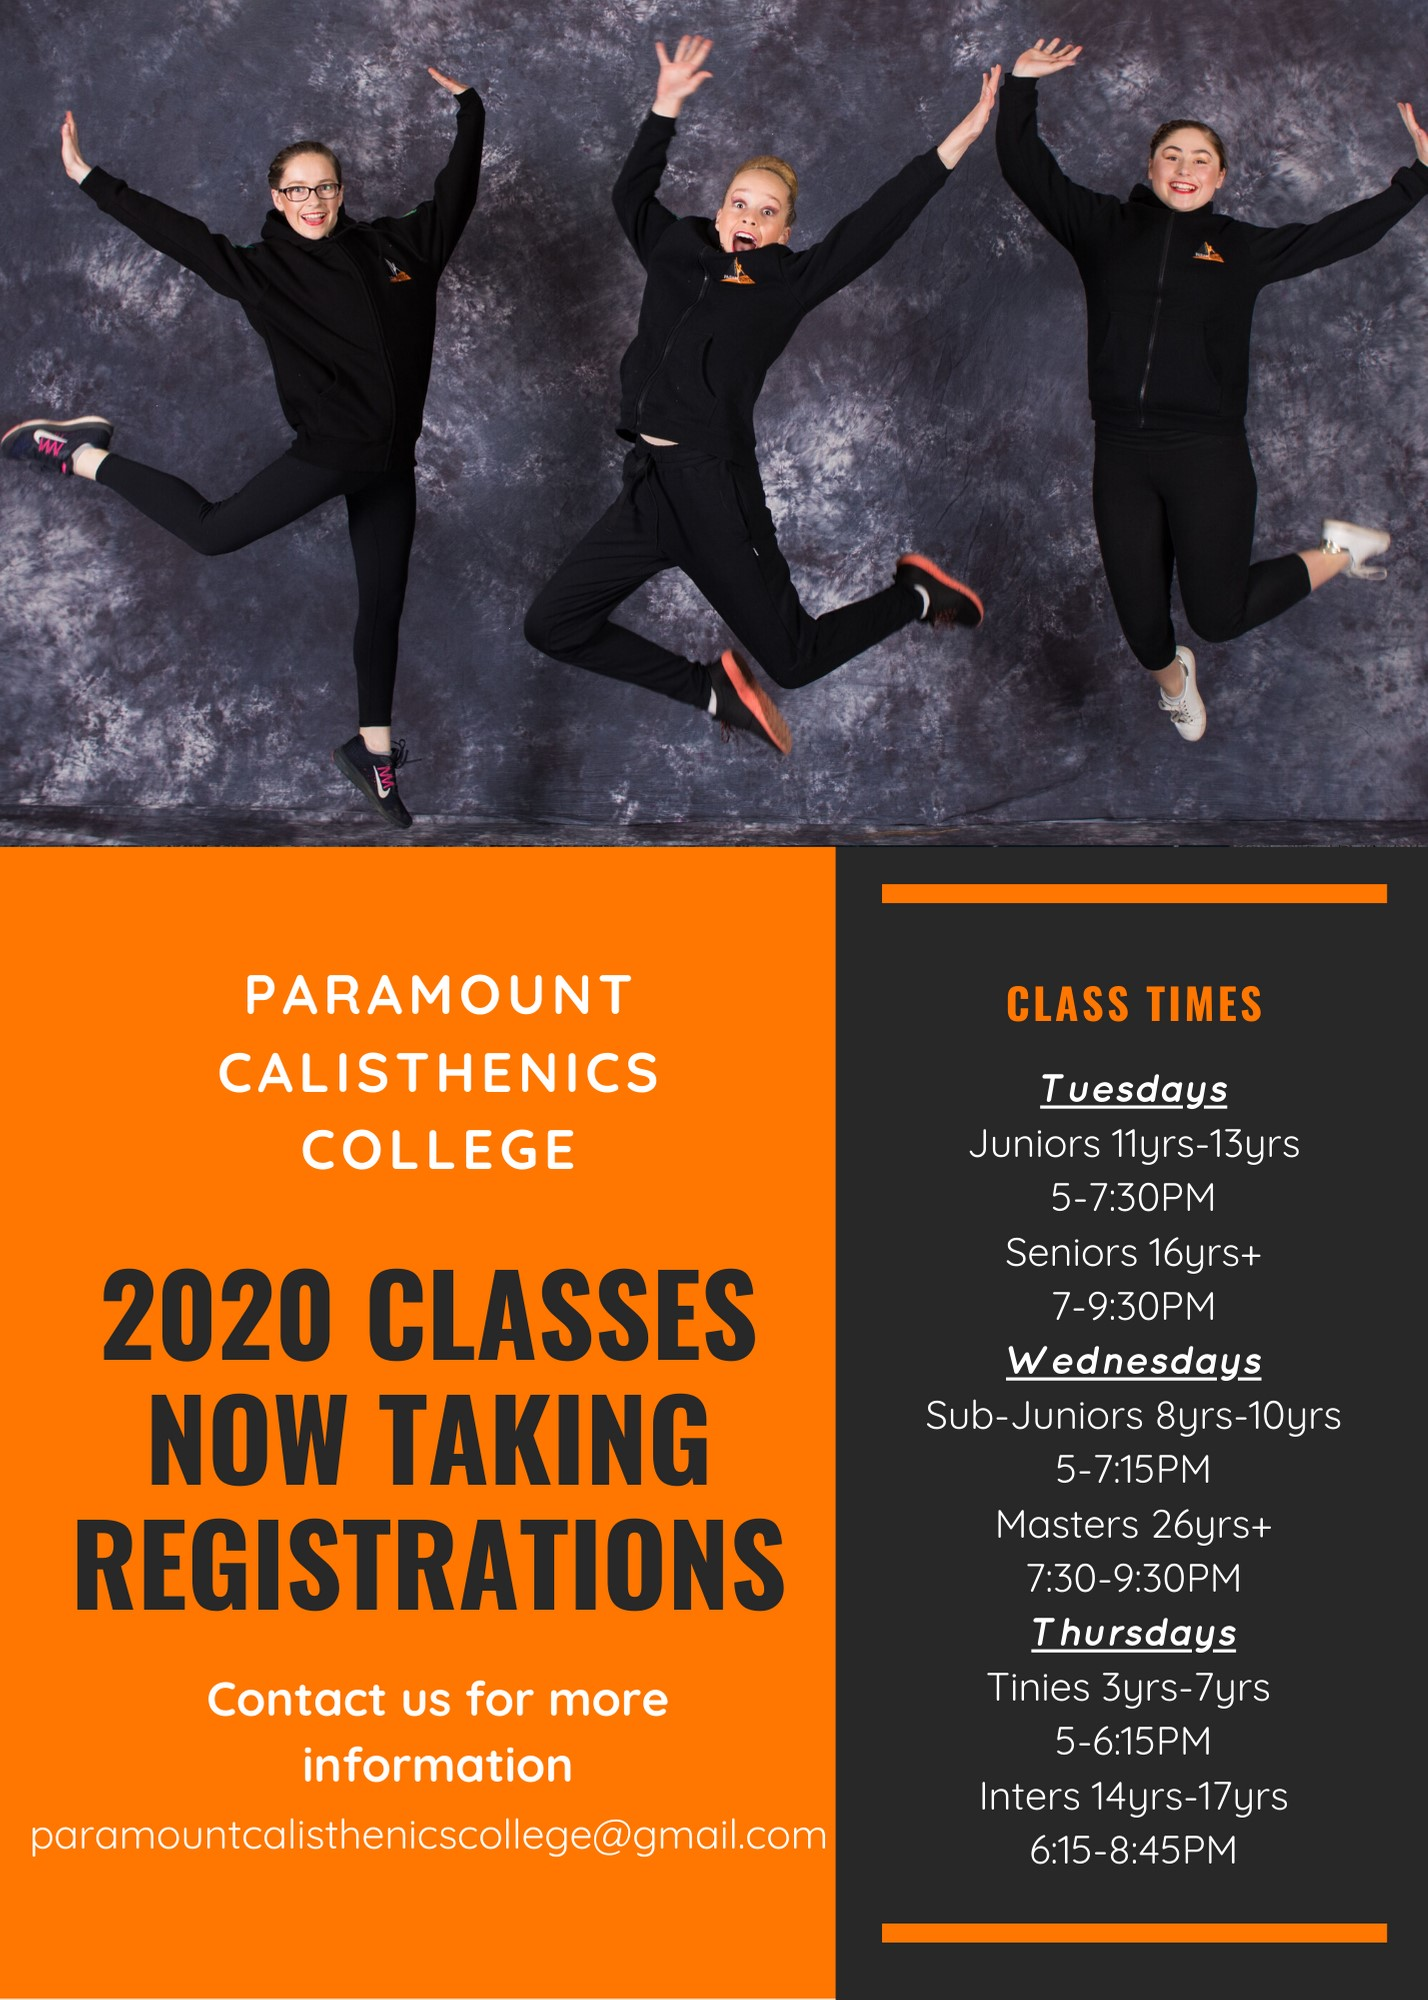 PARAMOUNT
CALISTHENICS
COLLEGE
2020 CLASSES
NOW TAKING
REGISTRATIONS
Contact us for more
information
paramountcalisthenicscollege@gmail.com
CLASS TIMES
Tuesdays
Juniors 11yrs-13yrs
5-7:30PM
Seniors 16yrs+
7-9:30PM
Wednesdays
Sub-Juniors 8yrs-10yrs
5-7:15PM
Masters 26yrs+
7:30-9:30PM
Thursdays
Tinies 3yrs-7yrs
5-6:15PM
Inters 14yrs-17yrs
6:15-8:45PM